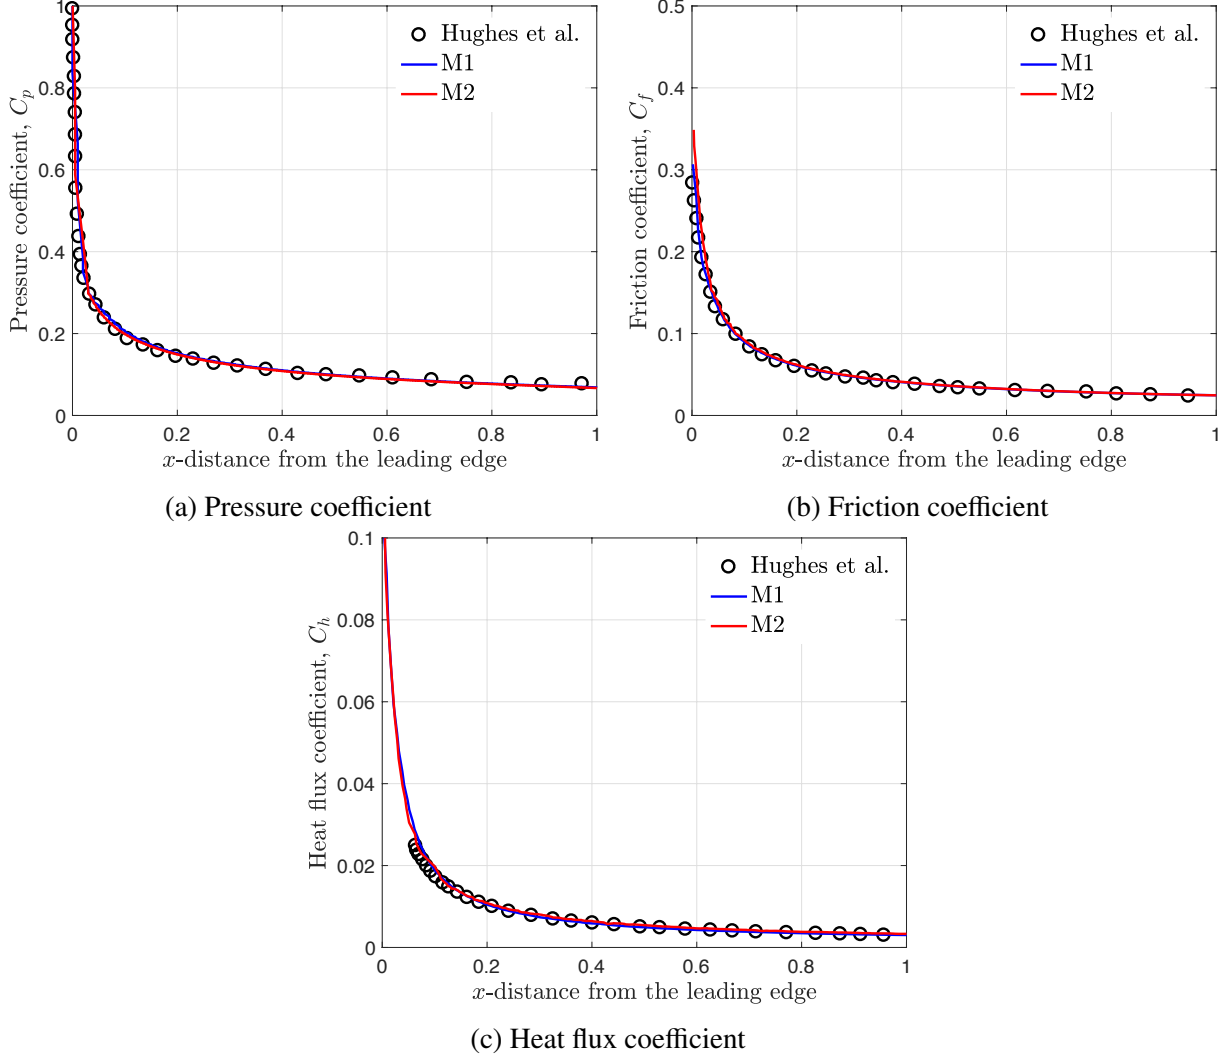 Hughes et al.
M1
M2
Pressure coefficient, C_p
0
0.2
0.4
0.6
0.8
1
0
0.2
0.4
0.6
0.8
1
x-distance from the leading edge
(a) Pressure coefficient
Hughes et al.
M1
M2
Friction coefficient, C_f
0
0.1
0.2
0.3
0.4
0.5
0
0.2
0.4
0.6
0.8
1
x-distance from the leading edge
(b) Friction coefficient
Hughes et al.
M1
M2
Heat flux coefficient, C_h
0
0.02
0.04
0.06
0.08
0.1
0
0.2
0.4
0.6
0.8
1
x-distance from the leading edge
(c) Heat flux coefficient